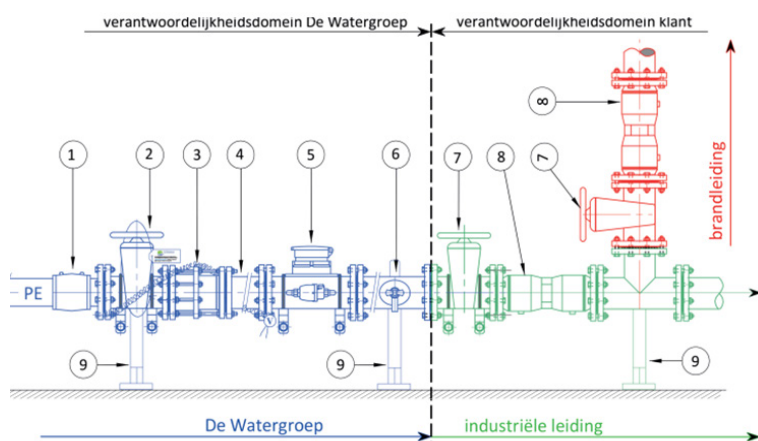 verantwoordelijkheidsdomein De Watergroep
verantwoordelijkheidsdomein klant
8
1
2
3
4
5
6
7
8
7
brandleiding
PE
9
9
9
De Watergroep
industriële leiding